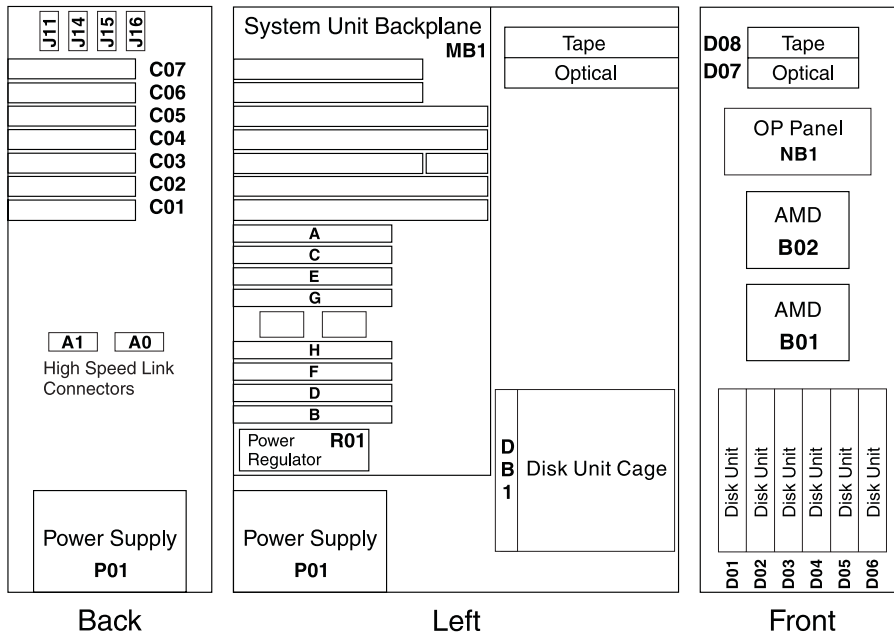 J11
J14
J15
J16
C07
C06
C05
C04
C03
C02
C01
A1
A0
High Speed Link
Connectors
Power Supply
P01
Back
System Unit Backplane
MB1
A
C
E
G
H
F
D
B
Power
Regulator
R01
Power Supply
P01
Tape
Optical
D
B
1
Disk Unit Cage
Left
D08
Tape
D07
Optical
OP Panel
NB1
AMD
B02
AMD
B01
Disk Unit
Disk Unit
Disk Unit
Disk Unit
Disk Unit
Disk Unit
D01
D02
D03
D04
D05
D06
Front